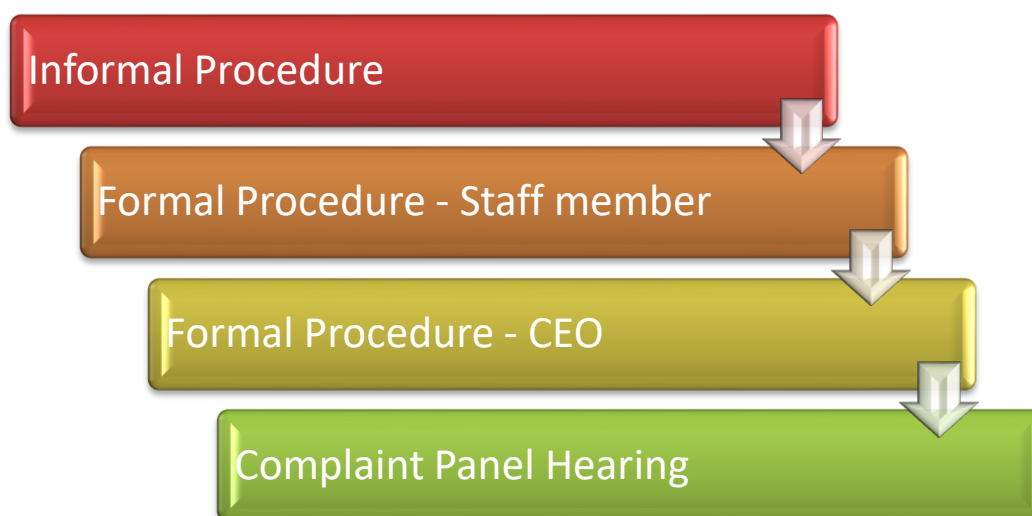 Informal Procedure
Formal Procedure - Staff member
Formal Procedure - CEO
Complaint Panel Hearing